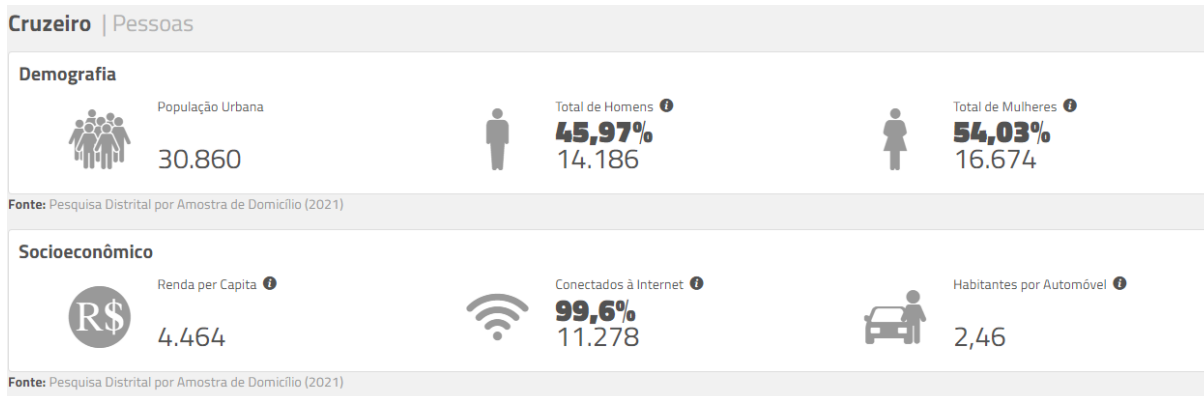 Cruzeiro | Pessoas
Demografia
População Urbana
30.860
Total de Homens
45,97%
14.186
Total de Mulheres
54,03%
16.674
Fonte: Pesquisa Distrital por Amostra de Domicílio (2021)
Socioeconômico
Renda per Capita
R$
4.464
Conectados à Internet
99,6%
11.278
Habitantes por Automóvel
2,46
Fonte: Pesquisa Distrital por Amostra de Domicílio (2021)